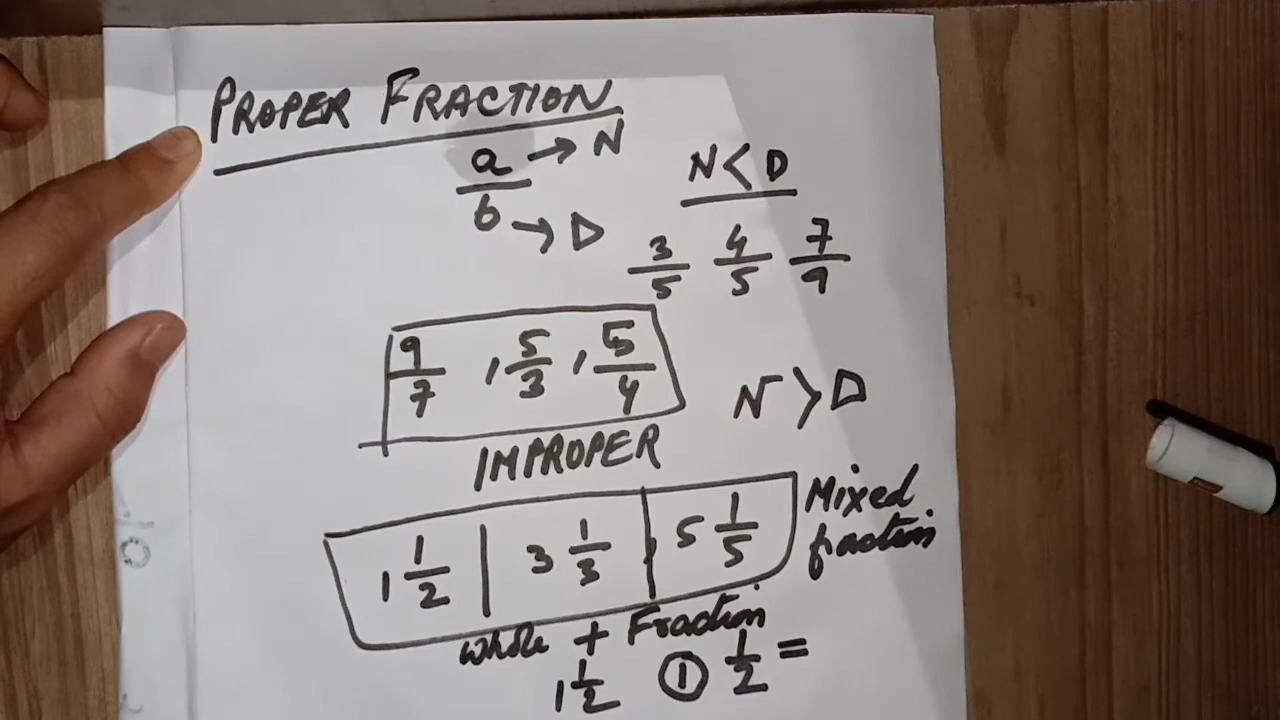 PROPER FRACTION
a/b → N → D
N < D
3/5 4/5 7/9
9/7 , 5/3 , 5/4
N > D
IMPROPER
1 1/2 | 3 1/3 | 5 1/5
Mixed
fraction
whole + Fraction
1 1/2 ① 1/2 =